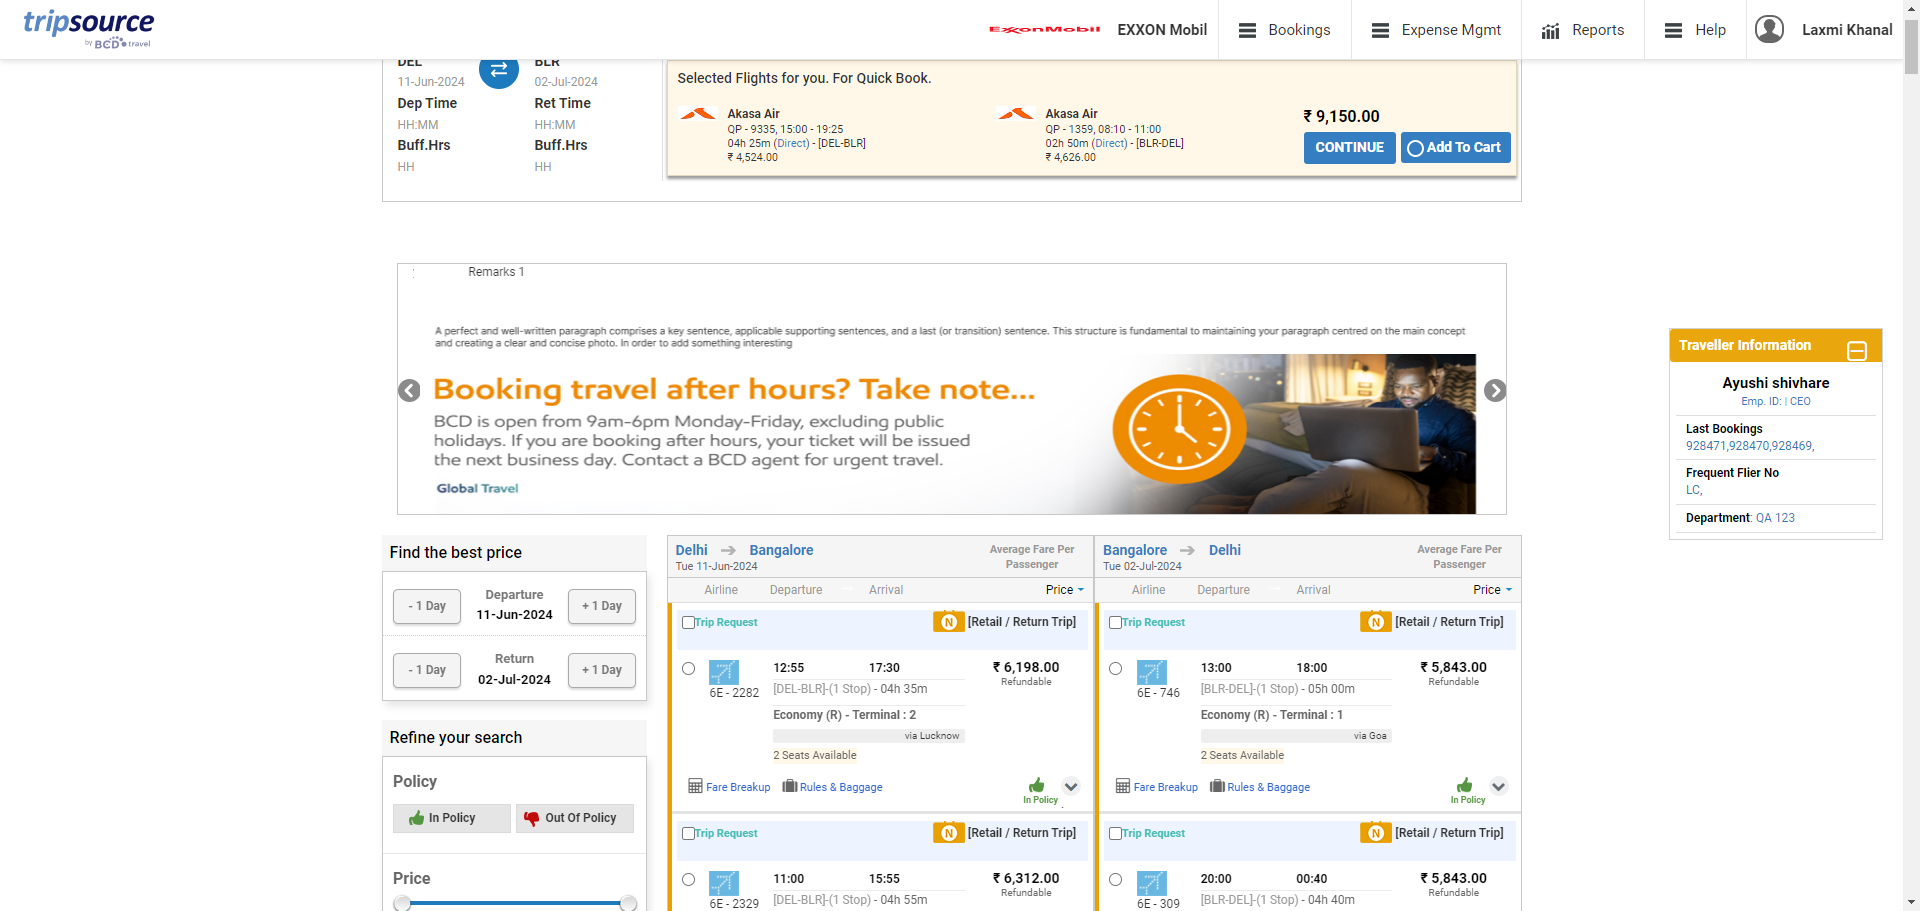 tripsource
by BCD travel
ExxonMobil
EXXON Mobil
Bookings
Expense Mgmt
Reports
Help
Laxmi Khanal
DEL
BLR
11-Jun-2024
02-Jul-2024
Dep Time
Ret Time
HH:MM
HH:MM
Buff.Hrs
Buff.Hrs
HH
HH
Selected Flights for you. For Quick Book.
Akasa Air
QP - 9335, 15:00 - 19:25
04h 25m (Direct) - [DEL-BLR]
₹ 4,524.00
Akasa Air
QP - 1359, 08:10 - 11:00
02h 50m (Direct) - [BLR-DEL]
₹ 4,626.00
₹ 9,150.00
CONTINUE
Add To Cart
Remarks 1
A perfect and well-written paragraph comprises a key sentence, applicable supporting sentences, and a last (or transition) sentence. This structure is fundamental to maintaining your paragraph centred on the main concept
and creating a clear and concise photo. In order to add something interesting
Booking travel after hours? Take note...
BCD is open from 9am-6pm Monday-Friday, excluding public
holidays. If you are booking after hours, your ticket will be issued
the next business day. Contact a BCD agent for urgent travel.
Global Travel
Traveller Information
Ayushi shivhare
Emp. ID: | CEO
Last Bookings
928471,928470,928469,
Frequent Flier No
LC,
Department: QA 123
Find the best price
- 1 Day
Departure
11-Jun-2024
+ 1 Day
- 1 Day
Return
02-Jul-2024
+ 1 Day
Refine your search
Policy
In Policy
Out Of Policy
Price
Delhi
Bangalore
Tue 11-Jun-2024
Average Fare Per
Passenger
Airline
Departure
Arrival
Price
Trip Request
N
[Retail / Return Trip]
12:55
17:30
₹ 6,198.00
Refundable
6E - 2282
[DEL-BLR]-(1 Stop) - 04h 35m
Economy (R) - Terminal : 2
via Lucknow
2 Seats Available
Fare Breakup
Rules & Baggage
In Policy
Trip Request
N
[Retail / Return Trip]
11:00
15:55
₹ 6,312.00
Refundable
6E - 2329
[DEL-BLR]-(1 Stop) - 04h 55m
Bangalore
Delhi
Tue 02-Jul-2024
Average Fare Per
Passenger
Airline
Departure
Arrival
Price
Trip Request
N
[Retail / Return Trip]
13:00
18:00
₹ 5,843.00
Refundable
6E - 746
[BLR-DEL]-(1 Stop) - 05h 00m
Economy (R) - Terminal : 1
via Goa
2 Seats Available
Fare Breakup
Rules & Baggage
In Policy
Trip Request
N
[Retail / Return Trip]
20:00
00:40
₹ 5,843.00
Refundable
6E - 309
[BLR-DEL]-(1 Stop) - 04h 40m